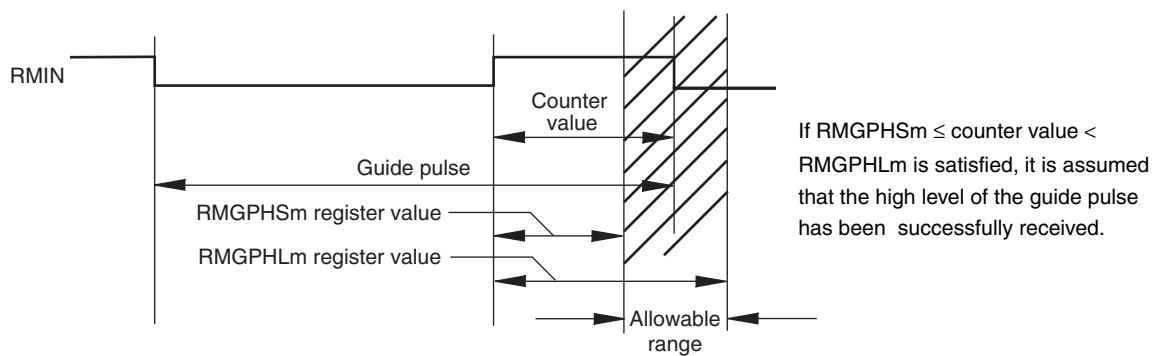 RMIN
Counter
value
Guide pulse
RMGPHSm register value
RMGPHLm register value
Allowable
range
If RMGPHSm ≤ counter value <
RMGPHLm is satisfied, it is assumed
that the high level of the guide pulse
has been successfully received.